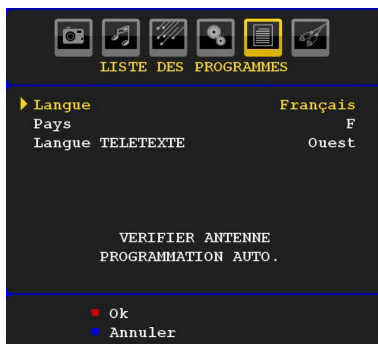 LISTE DES PROGRAMMES
Langue Français
Pays F
Langue TELETEXTE Ouest
VERIFIER ANTENNE
PROGRAMMATION AUTO.
Ok
Annuler